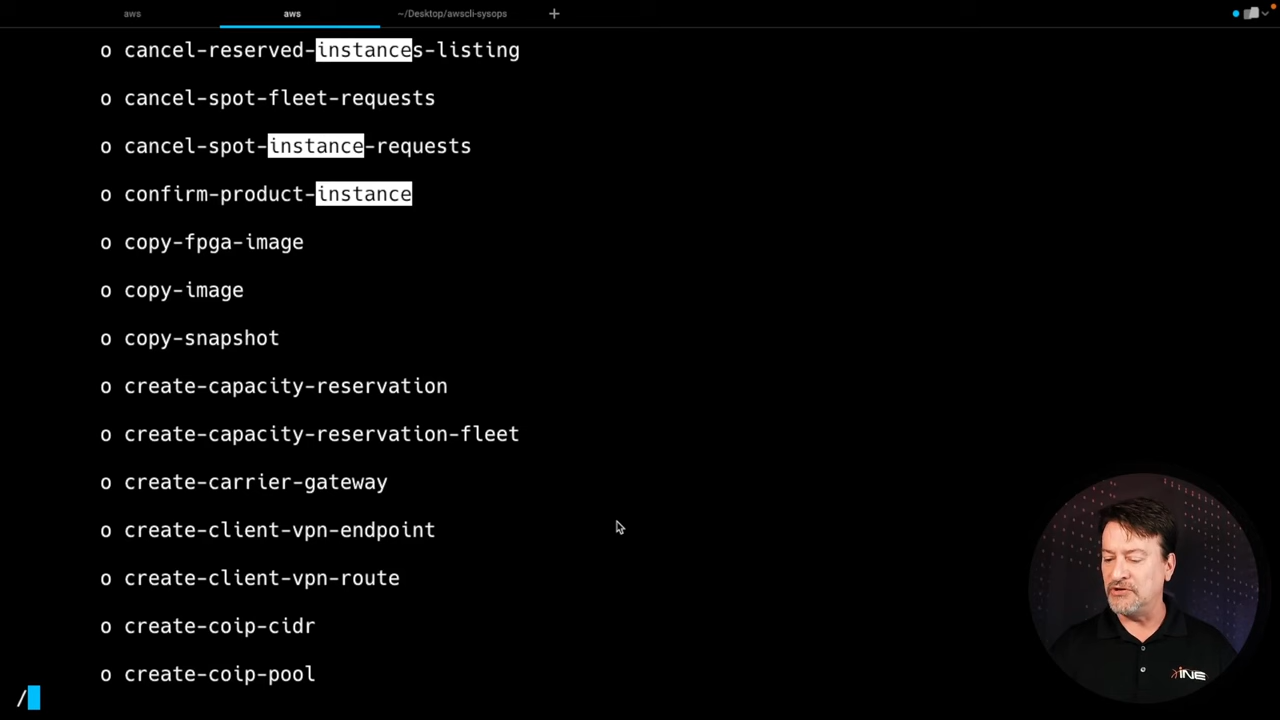 aws
aws
~/Desktop/awscli-sysops
+
o cancel-reserved-instances-listing
o cancel-spot-fleet-requests
o cancel-spot-instance-requests
o confirm-product-instance
o copy-fpga-image
o copy-image
o copy-snapshot
o create-capacity-reservation
o create-capacity-reservation-fleet
o create-carrier-gateway
o create-client-vpn-endpoint
o create-client-vpn-route
o create-coip-cidr
o create-coip-pool
/
INE